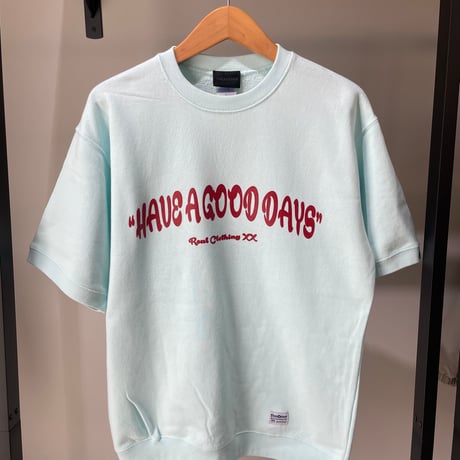 “HAVE A GOOD DAYS”
Real Clothing XX